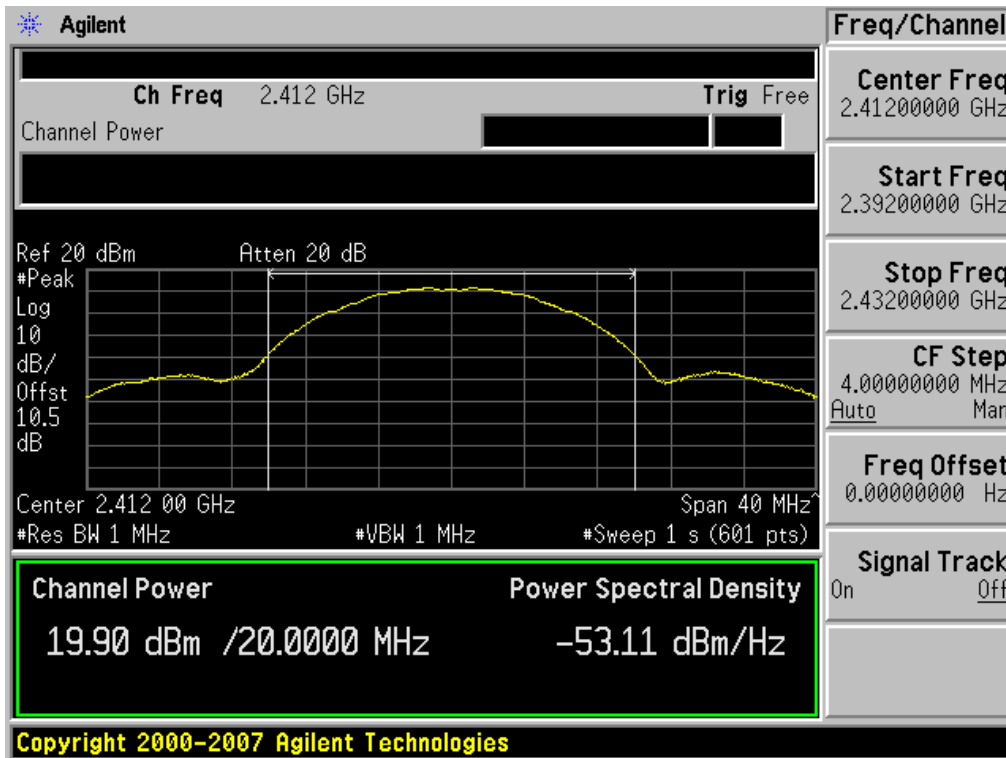 Agilent
Freq/Channel
Ch Freq 2.412 GHz Trig Free
Channel Power
Center Freq
2.41200000 GHz
Start Freq
2.39200000 GHz
Stop Freq
2.43200000 GHz
CF Step
4.00000000 MHz
Auto Man
Freq Offset
0.00000000 Hz
Signal Track
On Off
Ref 20 dBm Atten 20 dB
#Peak
Log
10
dB/
Offst
10.5
dB
Center 2.412 00 GHz Span 40 MHz^
#Res BW 1 MHz #VBW 1 MHz #Sweep 1 s (601 pts)
Channel Power Power Spectral Density
19.90 dBm /20.0000 MHz -53.11 dBm/Hz
Copyright 2000-2007 Agilent Technologies